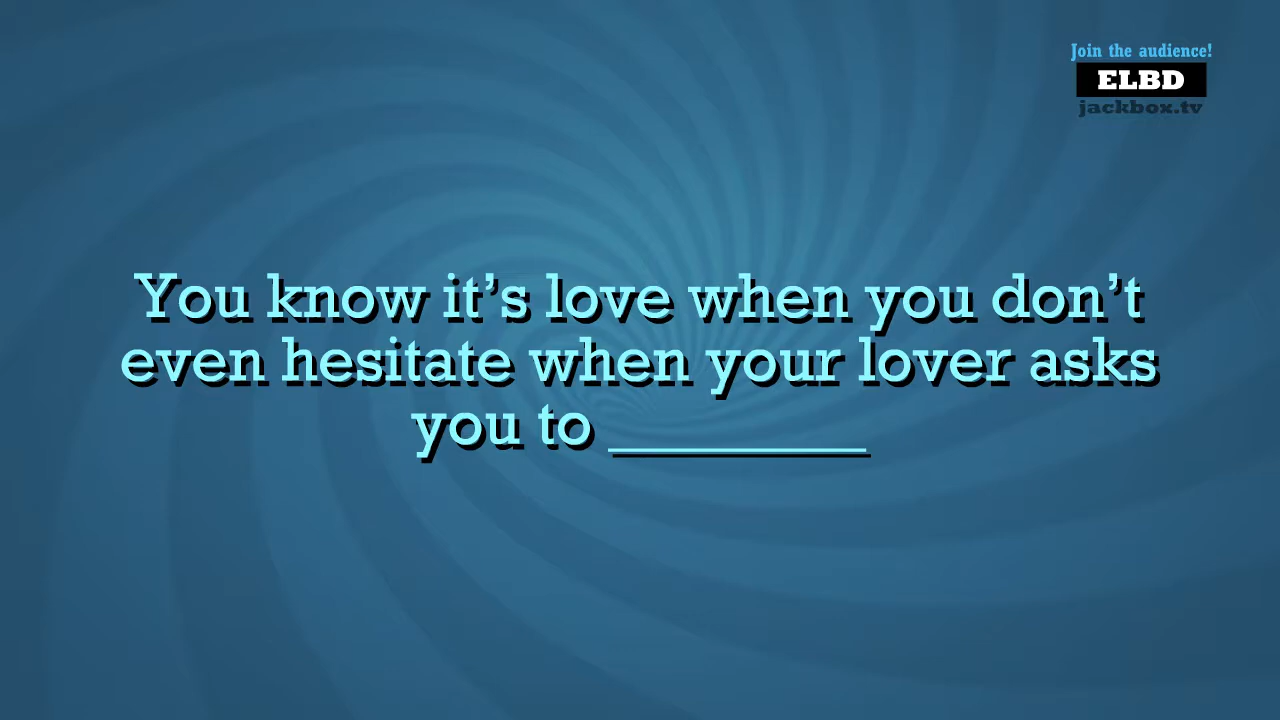 Join the audience!
ELBD
jackbox.tv
You know it’s love when you don’t
even hesitate when your lover asks
you to ________